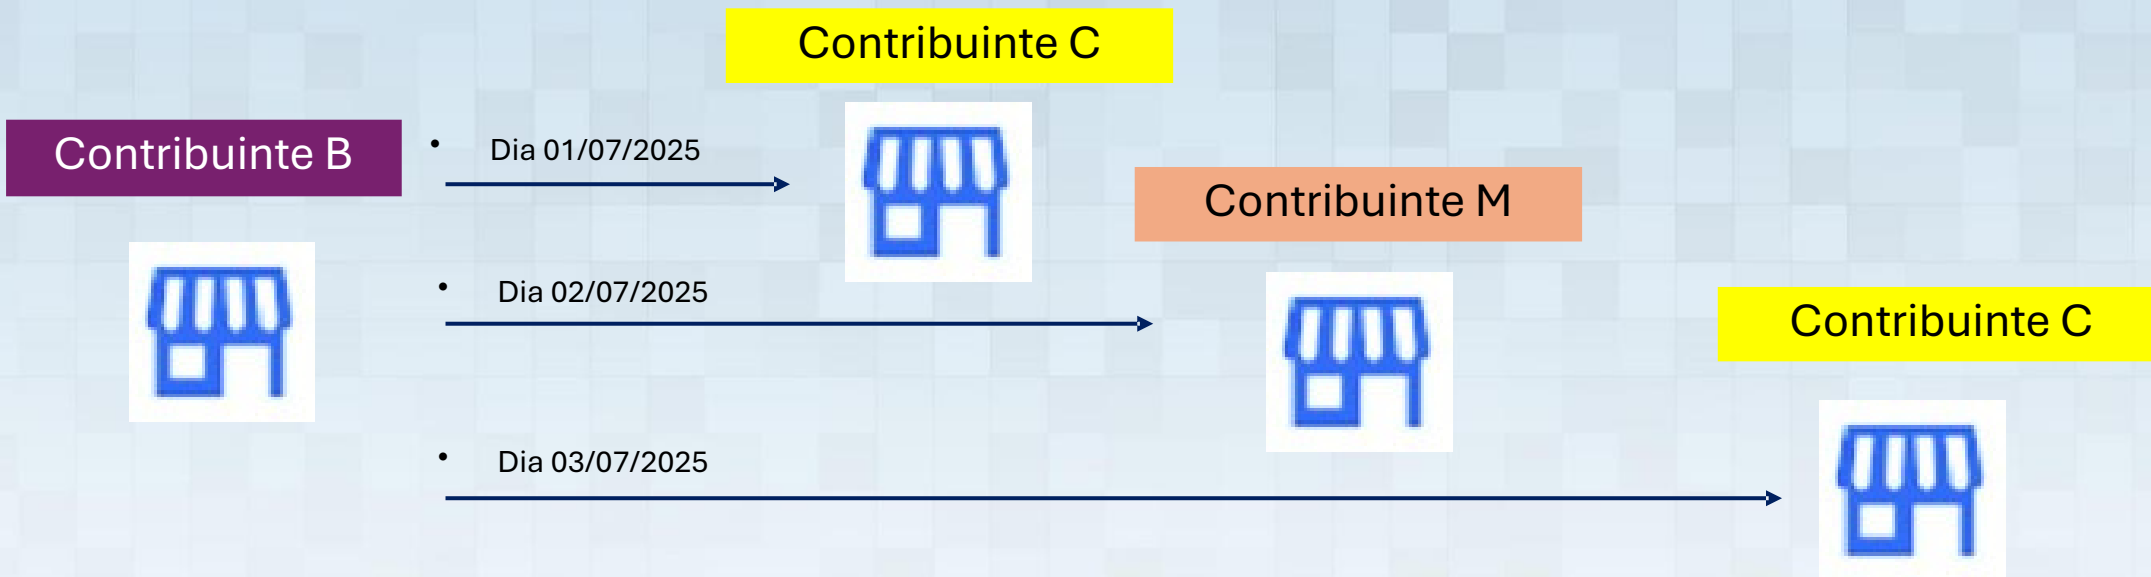 Contribuinte C
Contribuinte B
• Dia 01/07/2025
Contribuinte M
• Dia 02/07/2025
Contribuinte C
• Dia 03/07/2025